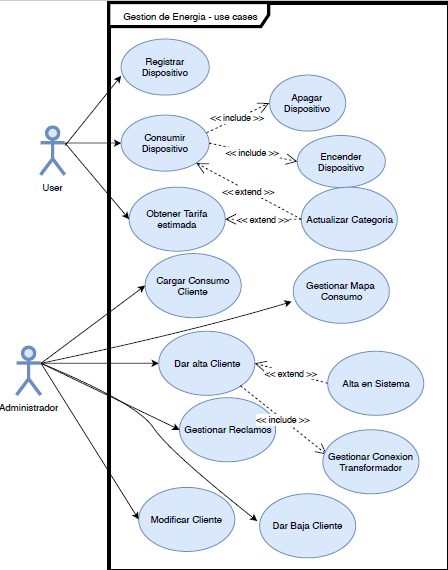 Gestion de Energia - use cases
Registrar
Dispositivo
Apagar
Dispositivo
<< include >>
Consumir
Dispositivo
<< include >>
Encender
Dispositivo
User
<< extend >>
Obtener Tarifa
estimada
<< extend >>
Actualizar Categoria
Cargar Consumo
Cliente
Gestionar Mapa
Consumo
Dar alta Cliente
<< extend >>
Alta en Sistema
Administrador
<< include >>
Gestionar Reclamos
Gestionar Conexion
Transformador
Modificar Cliente
Dar Baja Cliente